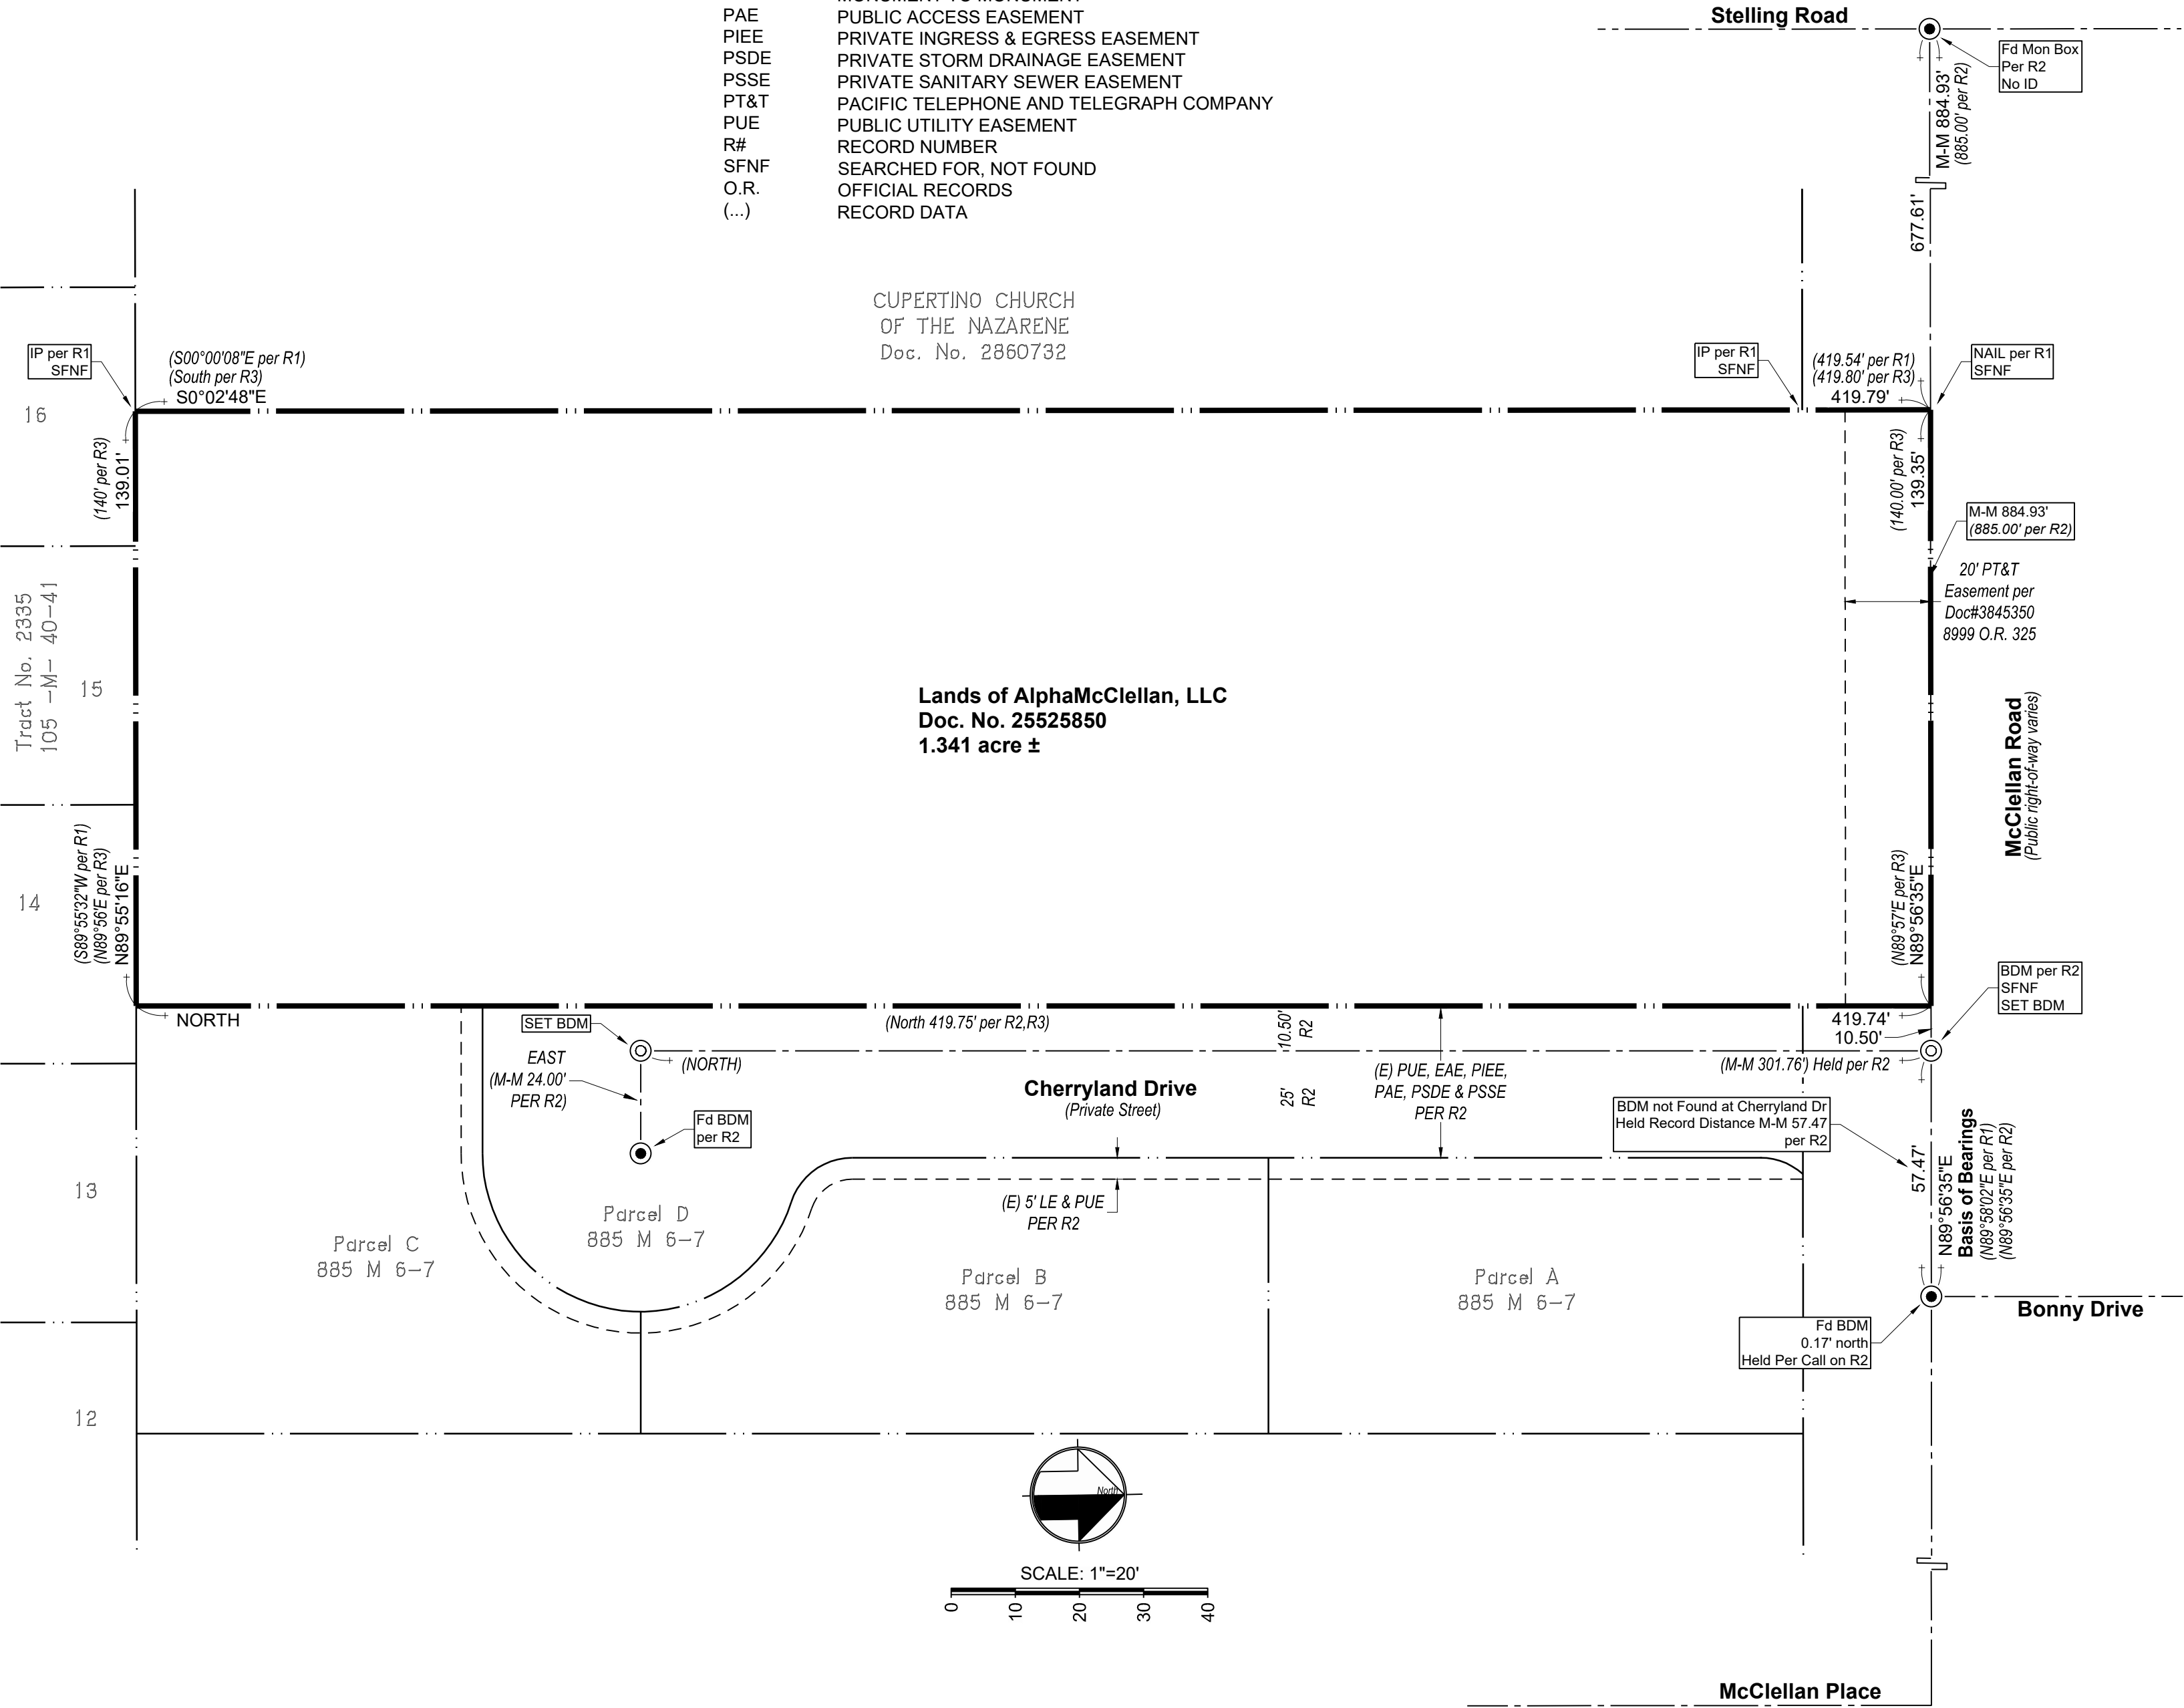 PAE PUBLIC ACCESS EASEMENT
PIEE PRIVATE INGRESS & EGRESS EASEMENT
PSDE PRIVATE STORM DRAINAGE EASEMENT
PSSE PRIVATE SANITARY SEWER EASEMENT
PT&T PACIFIC TELEPHONE AND TELEGRAPH COMPANY
PUE PUBLIC UTILITY EASEMENT
R# RECORD NUMBER
SFNF SEARCHED FOR, NOT FOUND
O.R. OFFICIAL RECORDS
(...) RECORD DATA
Stelling Road
Fd Mon Box
Per R2
No ID
M-M 884.93'
(885.00' per R2)
677.61'
CUPERTINO CHURCH
OF THE NAZARENE
Doc. No. 2860732
IP per R1
SFNF
(S00°00'08"E per R1)
(South per R3)
S0°02'48"E
IP per R1
SFNF
(419.54' per R1)
(419.80' per R3)
419.79'
NAIL per R1
SFNF
16
(140' per R3)
139.01'
(140.00' per R3)
139.35'
M-M 884.93'
(885.00' per R2)
20' PT&T
Easement per
Doc#3845350
8999 O.R. 325
Tract No. 2335
105 -M- 40-41
15
Lands of AlphaMcClellan, LLC
Doc. No. 25525850
1.341 acre ±
McClellan Road
(Public right-of-way varies)
14
(S89°55'32"W per R1)
(N89°56'E per R3)
N89°55'16"E
(N89°57'E per R3)
N89°56'35"E
BDM per R2
SFNF
SET BDM
NORTH
SET BDM
(North 419.75' per R2,R3)
10.50'
R2
419.74'
10.50'
EAST
(M-M 24.00'
PER R2)
(NORTH)
(M-M 301.76') Held per R2
Cherryland Drive
(Private Street)
25'
R2
(E) PUE, EAE, PIEE,
PAE, PSDE & PSSE
PER R2
Fd BDM
per R2
BDM not Found at Cherryland Dr
Held Record Distance M-M 57.47
per R2
57.47'
N89°56'35"E
Basis of Bearings
(N89°58'02"E per R1)
(N89°56'35"E per R2)
13
(E) 5' LE & PUE
PER R2
Parcel D
885 M 6-7
Parcel C
885 M 6-7
Parcel B
885 M 6-7
Parcel A
885 M 6-7
Bonny Drive
Fd BDM
0.17' north
Held Per Call on R2
12
North
SCALE: 1"=20'
0 10 20 30 40
McClellan Place